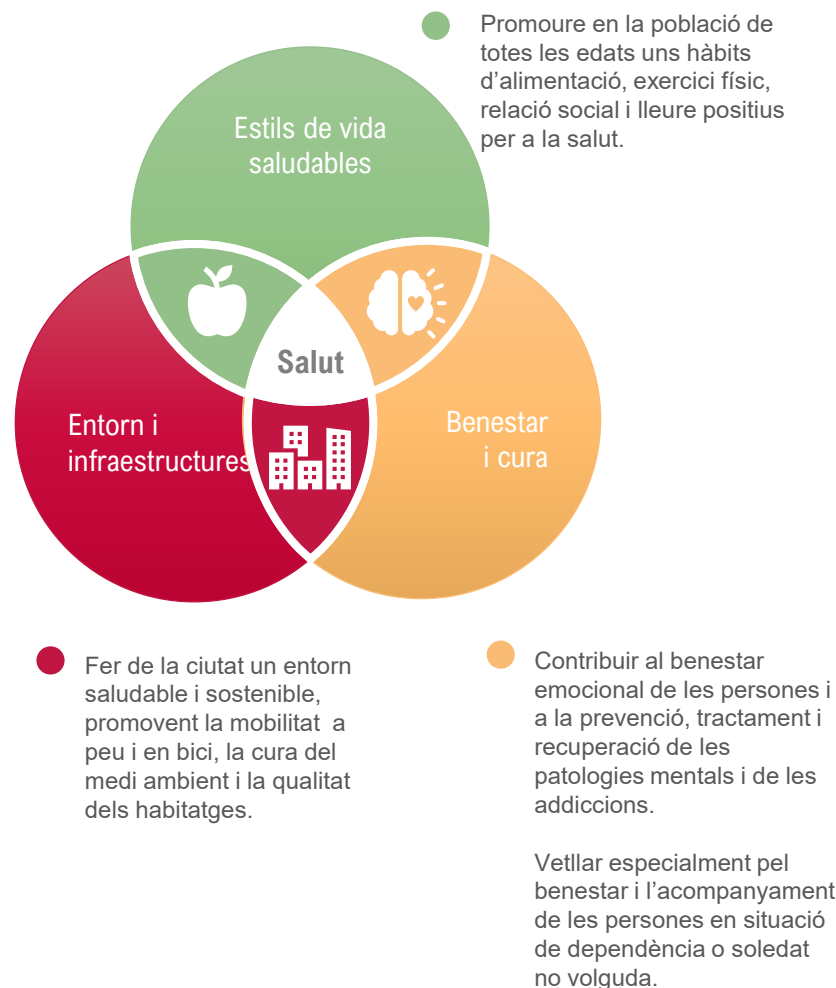 Promoure en la població de
totes les edats uns hàbits
d’alimentació, exercici físic,
relació social i lleure positius
per a la salut.
Estils de vida
saludables
Salut
Entorn i
infraestructures
Benestar
i cura
Fer de la ciutat un entorn
saludable i sostenible,
promovent la mobilitat  a
peu i en bici, la cura del
medi ambient i la qualitat
dels habitatges.
Contribuir al benestar
emocional de les persones i
a la prevenció, tractament i
recuperació de les
patologies mentals i de les
addiccions.
Vetllar especialment pel
benestar i l’acompanyament
de les persones en situació
de dependència o soledat
no volguda.